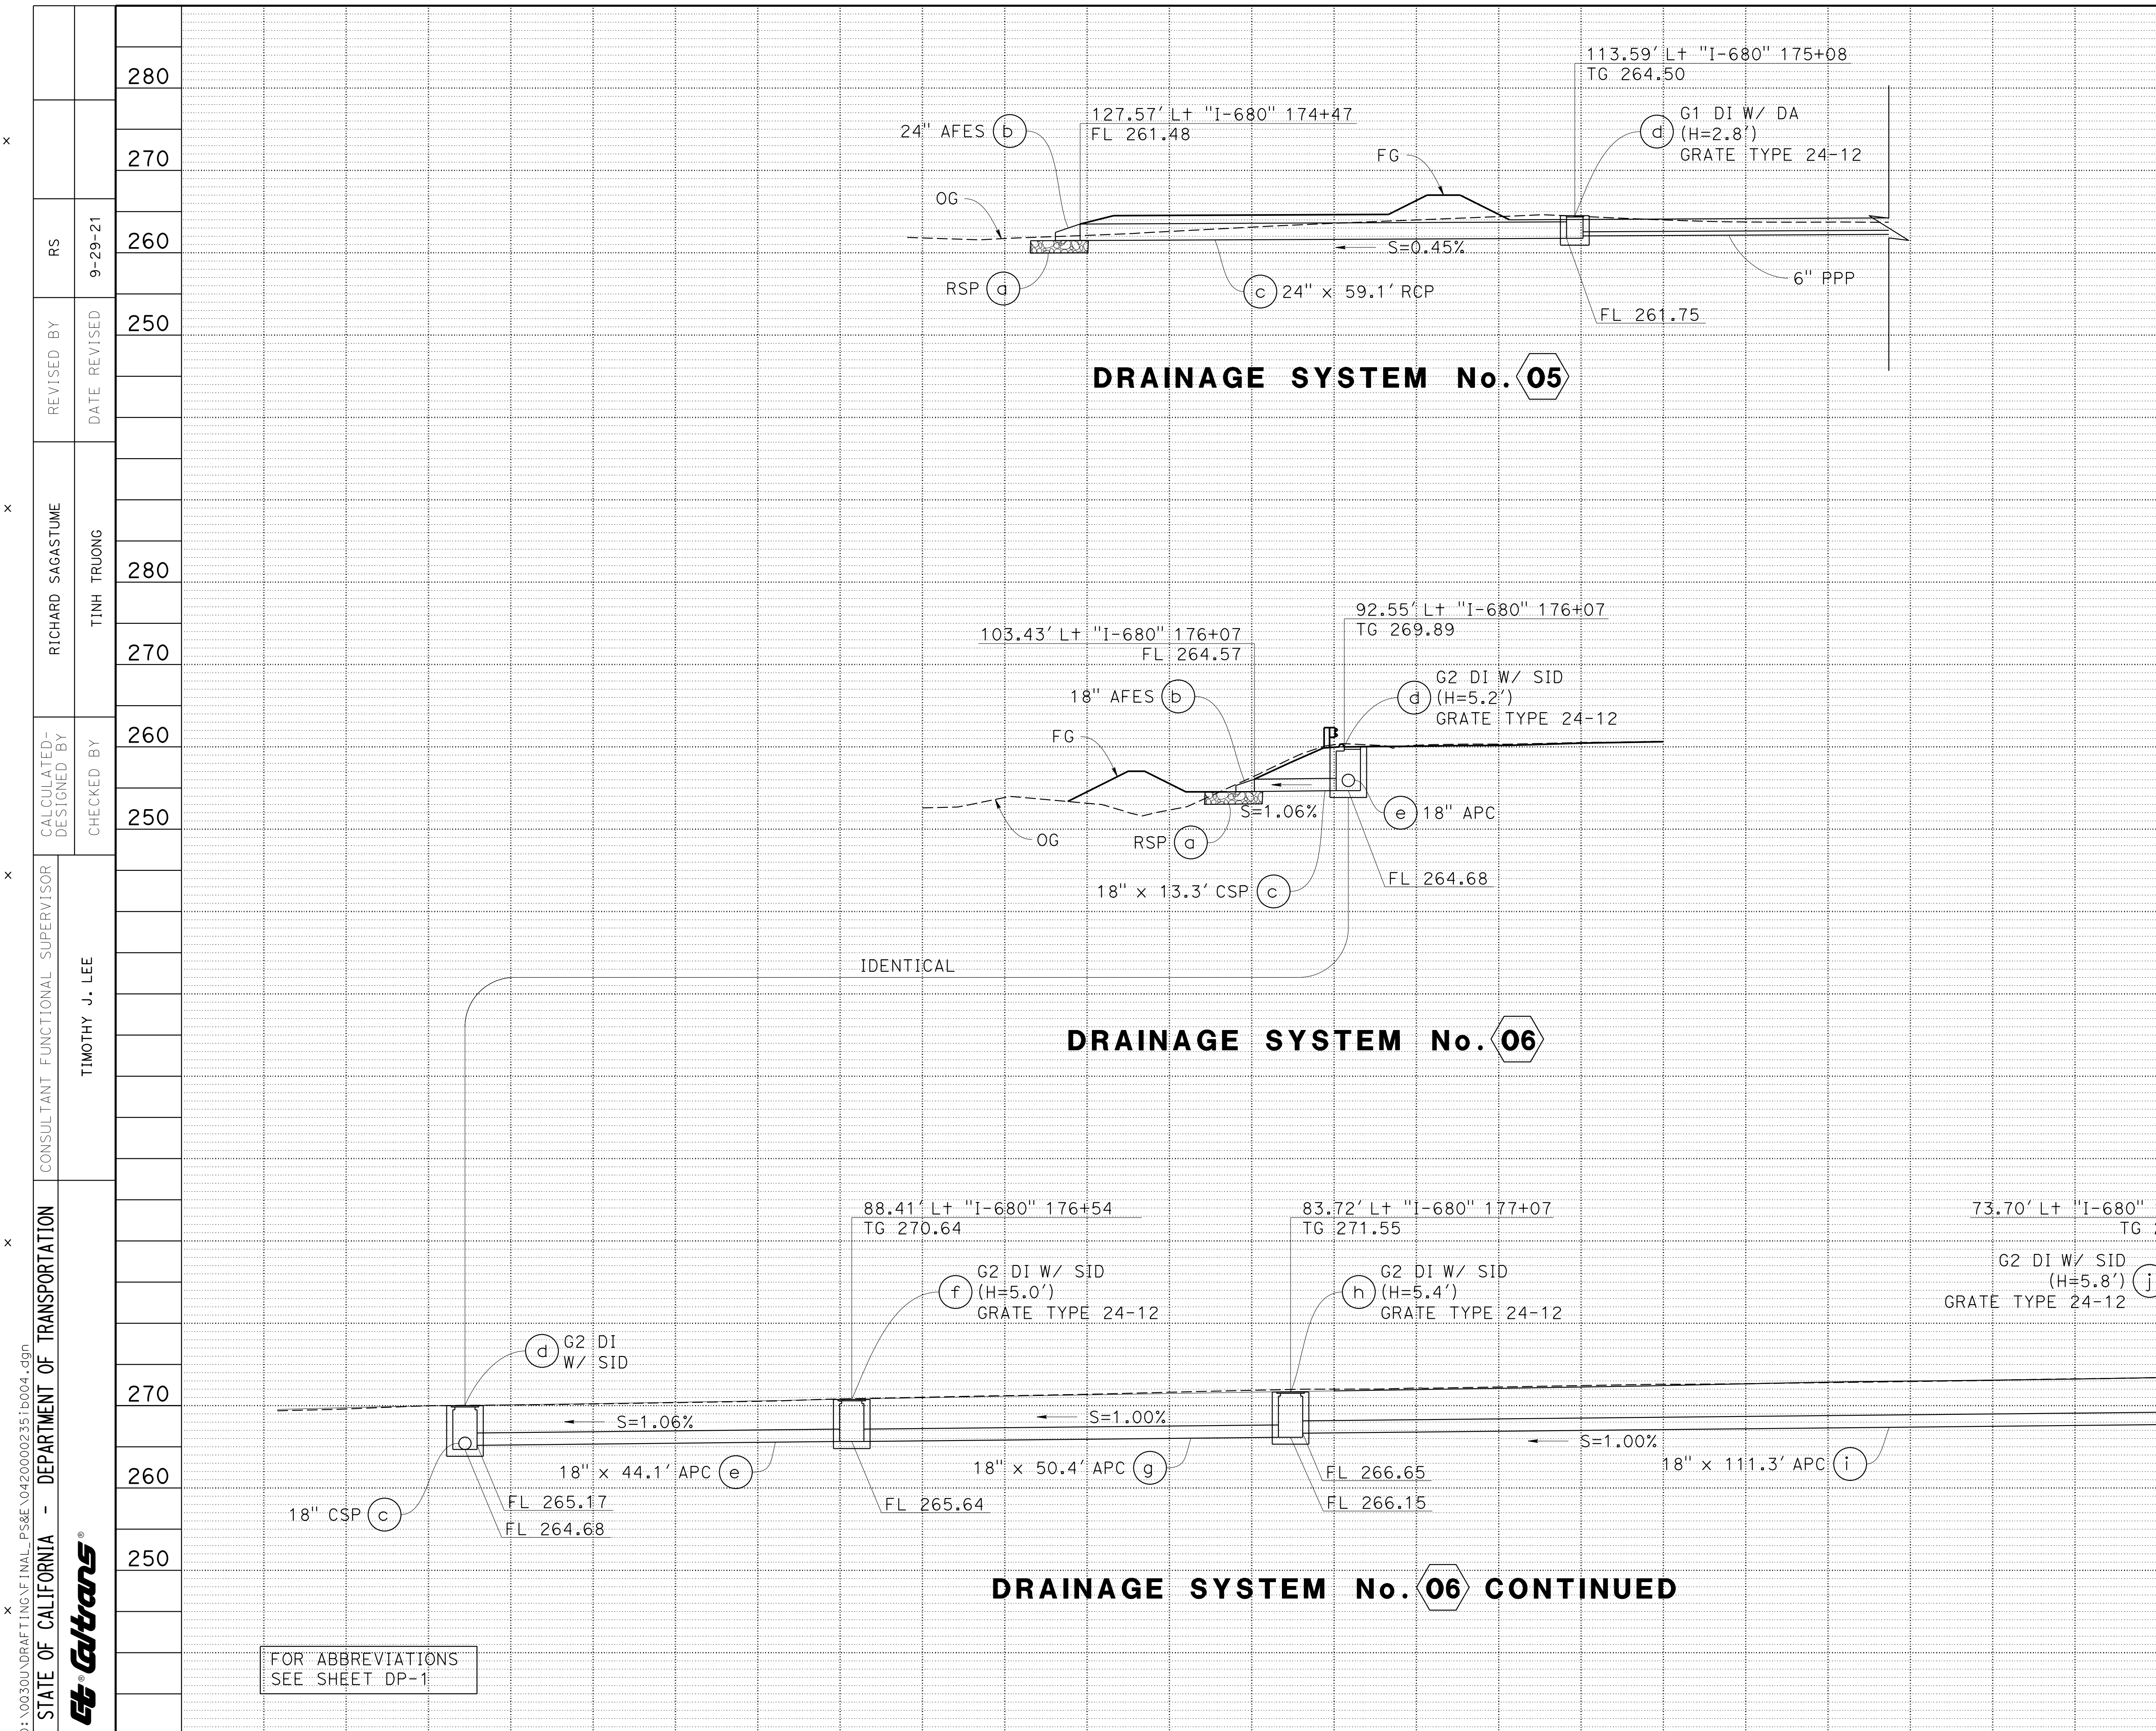 280
270
260
250
113.59' Lt "I-680" 175+08
TG 264.50
127.57' Lt "I-680" 174+47
FL 261.48
24" AFES b
d G1 DI W/ DA
(H=2.8')
GRATE TYPE 24-12
FG
OG
S=0.45%
RSP a
c 24" x 59.1' RCP
6" PPP
FL 261.75
DRAINAGE SYSTEM No. 05
280
270
260
250
92.55' Lt "I-680" 176+07
TG 269.89
103.43' Lt "I-680" 176+07
FL 264.57
18" AFES b
d G2 DI W/ SID
(H=5.2')
GRATE TYPE 24-12
FG
S=1.06%
e 18" APC
OG
RSP a
18" x 13.3' CSP c
FL 264.68
IDENTICAL
DRAINAGE SYSTEM No. 06
270
260
250
88.41' Lt "I-680" 176+54
TG 270.64
83.72' Lt "I-680" 177+07
TG 271.55
73.70' Lt "I-680"
TG
f G2 DI W/ SID
(H=5.0')
GRATE TYPE 24-12
h G2 DI W/ SID
(H=5.4')
GRATE TYPE 24-12
G2 DI W/ SID
(H=5.8') j
GRATE TYPE 24-12
d G2 DI
W/ SID
S=1.06%
S=1.00%
S=1.00%
18" x 44.1' APC e
18" x 50.4' APC g
18" x 111.3' APC i
18" CSP c
FL 265.17
FL 264.68
FL 265.64
FL 266.65
FL 266.15
DRAINAGE SYSTEM No. 06 CONTINUED
FOR ABBREVIATIONS
SEE SHEET DP-1
REVISED BY
RS
DATE REVISED
9-29-21
CALCULATED-
DESIGNED BY
RICHARD SAGASTUME
CHECKED BY
TINH TRUONG
CONSULTANT FUNCTIONAL SUPERVISOR
TIMOTHY J. LEE
STATE OF CALIFORNIA - DEPARTMENT OF TRANSPORTATION
Caltrans®
:\00300U\DRAFTING\FINAL_PS&E\0420000235ib004.dgn
x
x
x
x
x